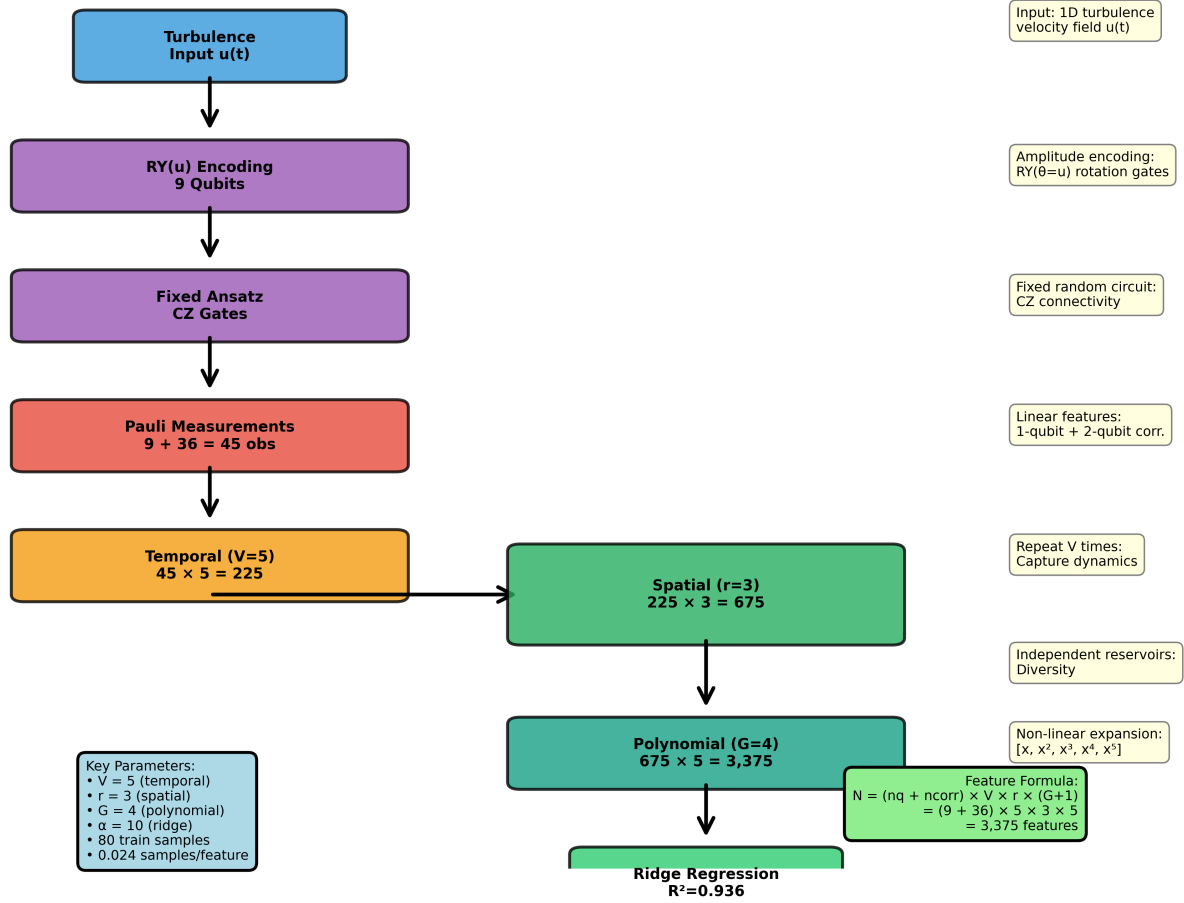 Turbulence
Input u(t)
Input: 1D turbulence
velocity field u(t)
RY(u) Encoding
9 Qubits
Amplitude encoding:
RY(θ=u) rotation gates
Fixed Ansatz
CZ Gates
Fixed random circuit:
CZ connectivity
Pauli Measurements
9 + 36 = 45 obs
Linear features:
1-qubit + 2-qubit corr.
Temporal (V=5)
45 × 5 = 225
Repeat V times:
Capture dynamics
Spatial (r=3)
225 × 3 = 675
Independent reservoirs:
Diversity
Polynomial (G=4)
675 × 5 = 3,375
Non-linear expansion:
[x, x², x³, x⁴, x⁵]
Key Parameters:
• V = 5 (temporal)
• r = 3 (spatial)
• G = 4 (polynomial)
• α = 10 (ridge)
• 80 train samples
• 0.024 samples/feature
Feature Formula:
N = (nq + ncorr) × V × r × (G+1)
= (9 + 36) × 5 × 3 × 5
= 3,375 features
Ridge Regression
R²=0.936